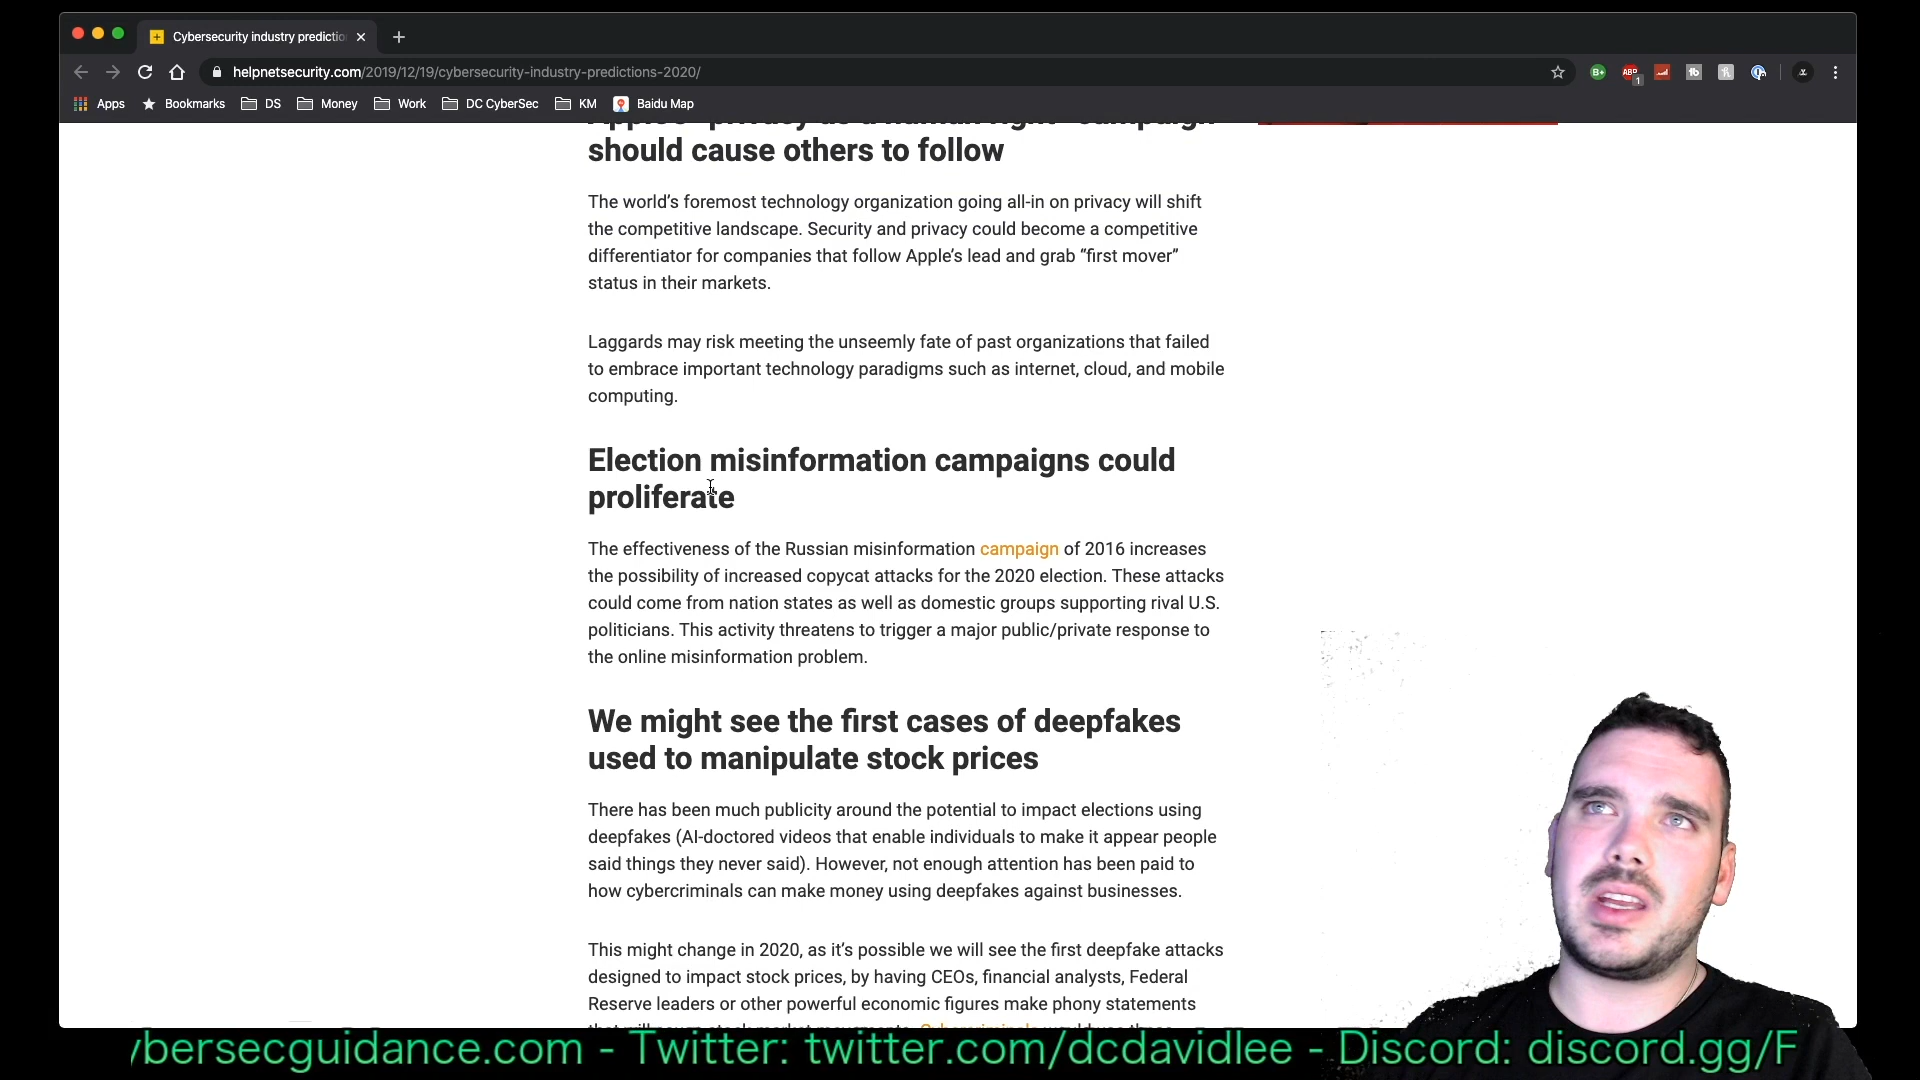 Cybersecurity industry predictio
helpnetsecurity.com/2019/12/19/cybersecurity-industry-predictions-2020/
B+
ABP
1
Apps
Bookmarks
DS
Money
Work
DC CyberSec
KM
Baidu Map
should cause others to follow
The world’s foremost technology organization going all-in on privacy will shift
the competitive landscape. Security and privacy could become a competitive
differentiator for companies that follow Apple’s lead and grab “first mover”
status in their markets.
Laggards may risk meeting the unseemly fate of past organizations that failed
to embrace important technology paradigms such as internet, cloud, and mobile
computing.
Election misinformation campaigns could
proliferate
The effectiveness of the Russian misinformation campaign of 2016 increases
the possibility of increased copycat attacks for the 2020 election. These attacks
could come from nation states as well as domestic groups supporting rival U.S.
politicians. This activity threatens to trigger a major public/private response to
the online misinformation problem.
We might see the first cases of deepfakes
used to manipulate stock prices
There has been much publicity around the potential to impact elections using
deepfakes (AI-doctored videos that enable individuals to make it appear people
said things they never said). However, not enough attention has been paid to
how cybercriminals can make money using deepfakes against businesses.
This might change in 2020, as it’s possible we will see the first deepfake attacks
designed to impact stock prices, by having CEOs, financial analysts, Federal
Reserve leaders or other powerful economic figures make phony statements
ybersecguidance.com - Twitter: twitter.com/dcdavidlee - Discord: discord.gg/F